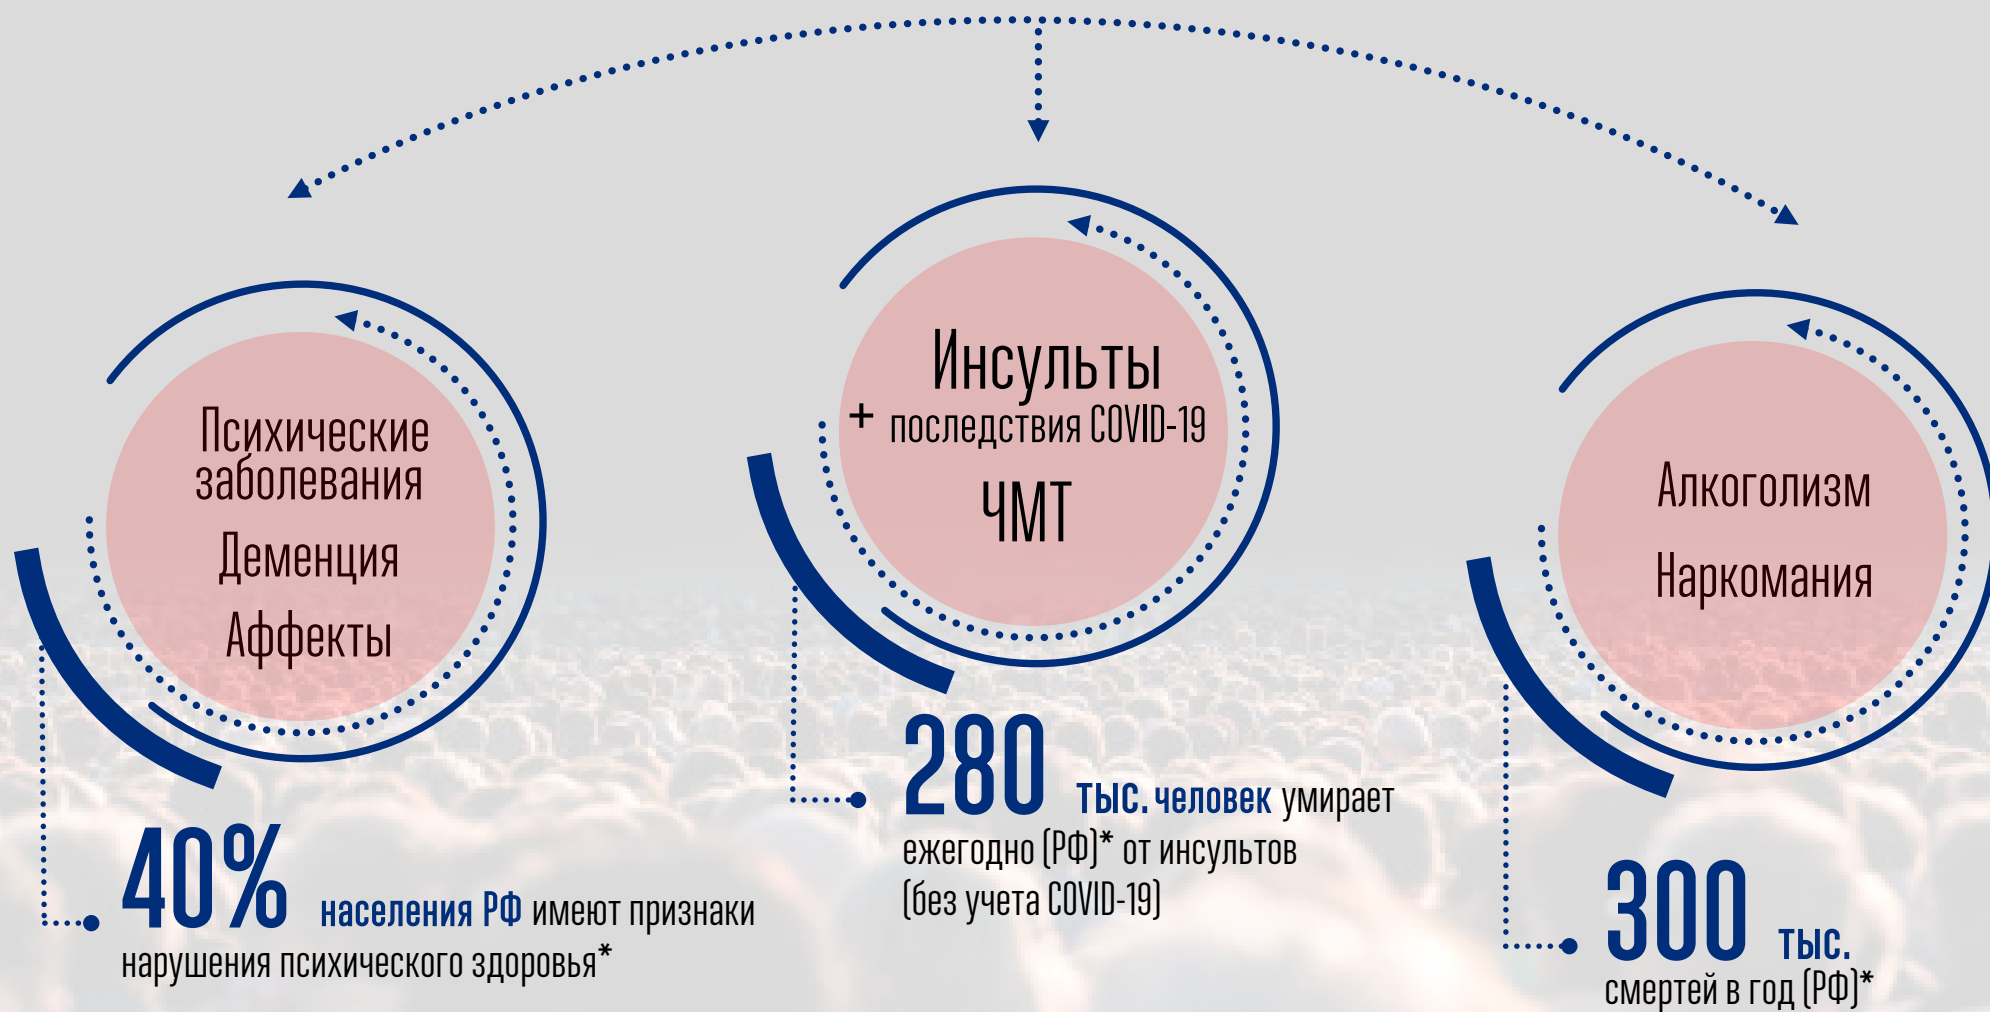 Психические
заболевания
Деменция
Аффекты
40% населения РФ имеют признаки
нарушения психического здоровья*
Инсульты
+ последствия COVID-19
ЧМТ
280 тыс. человек умирает
ежегодно (РФ)* от инсультов
(без учета COVID-19)
Алкоголизм
Наркомания
300 тыс.
смертей в год (РФ)*